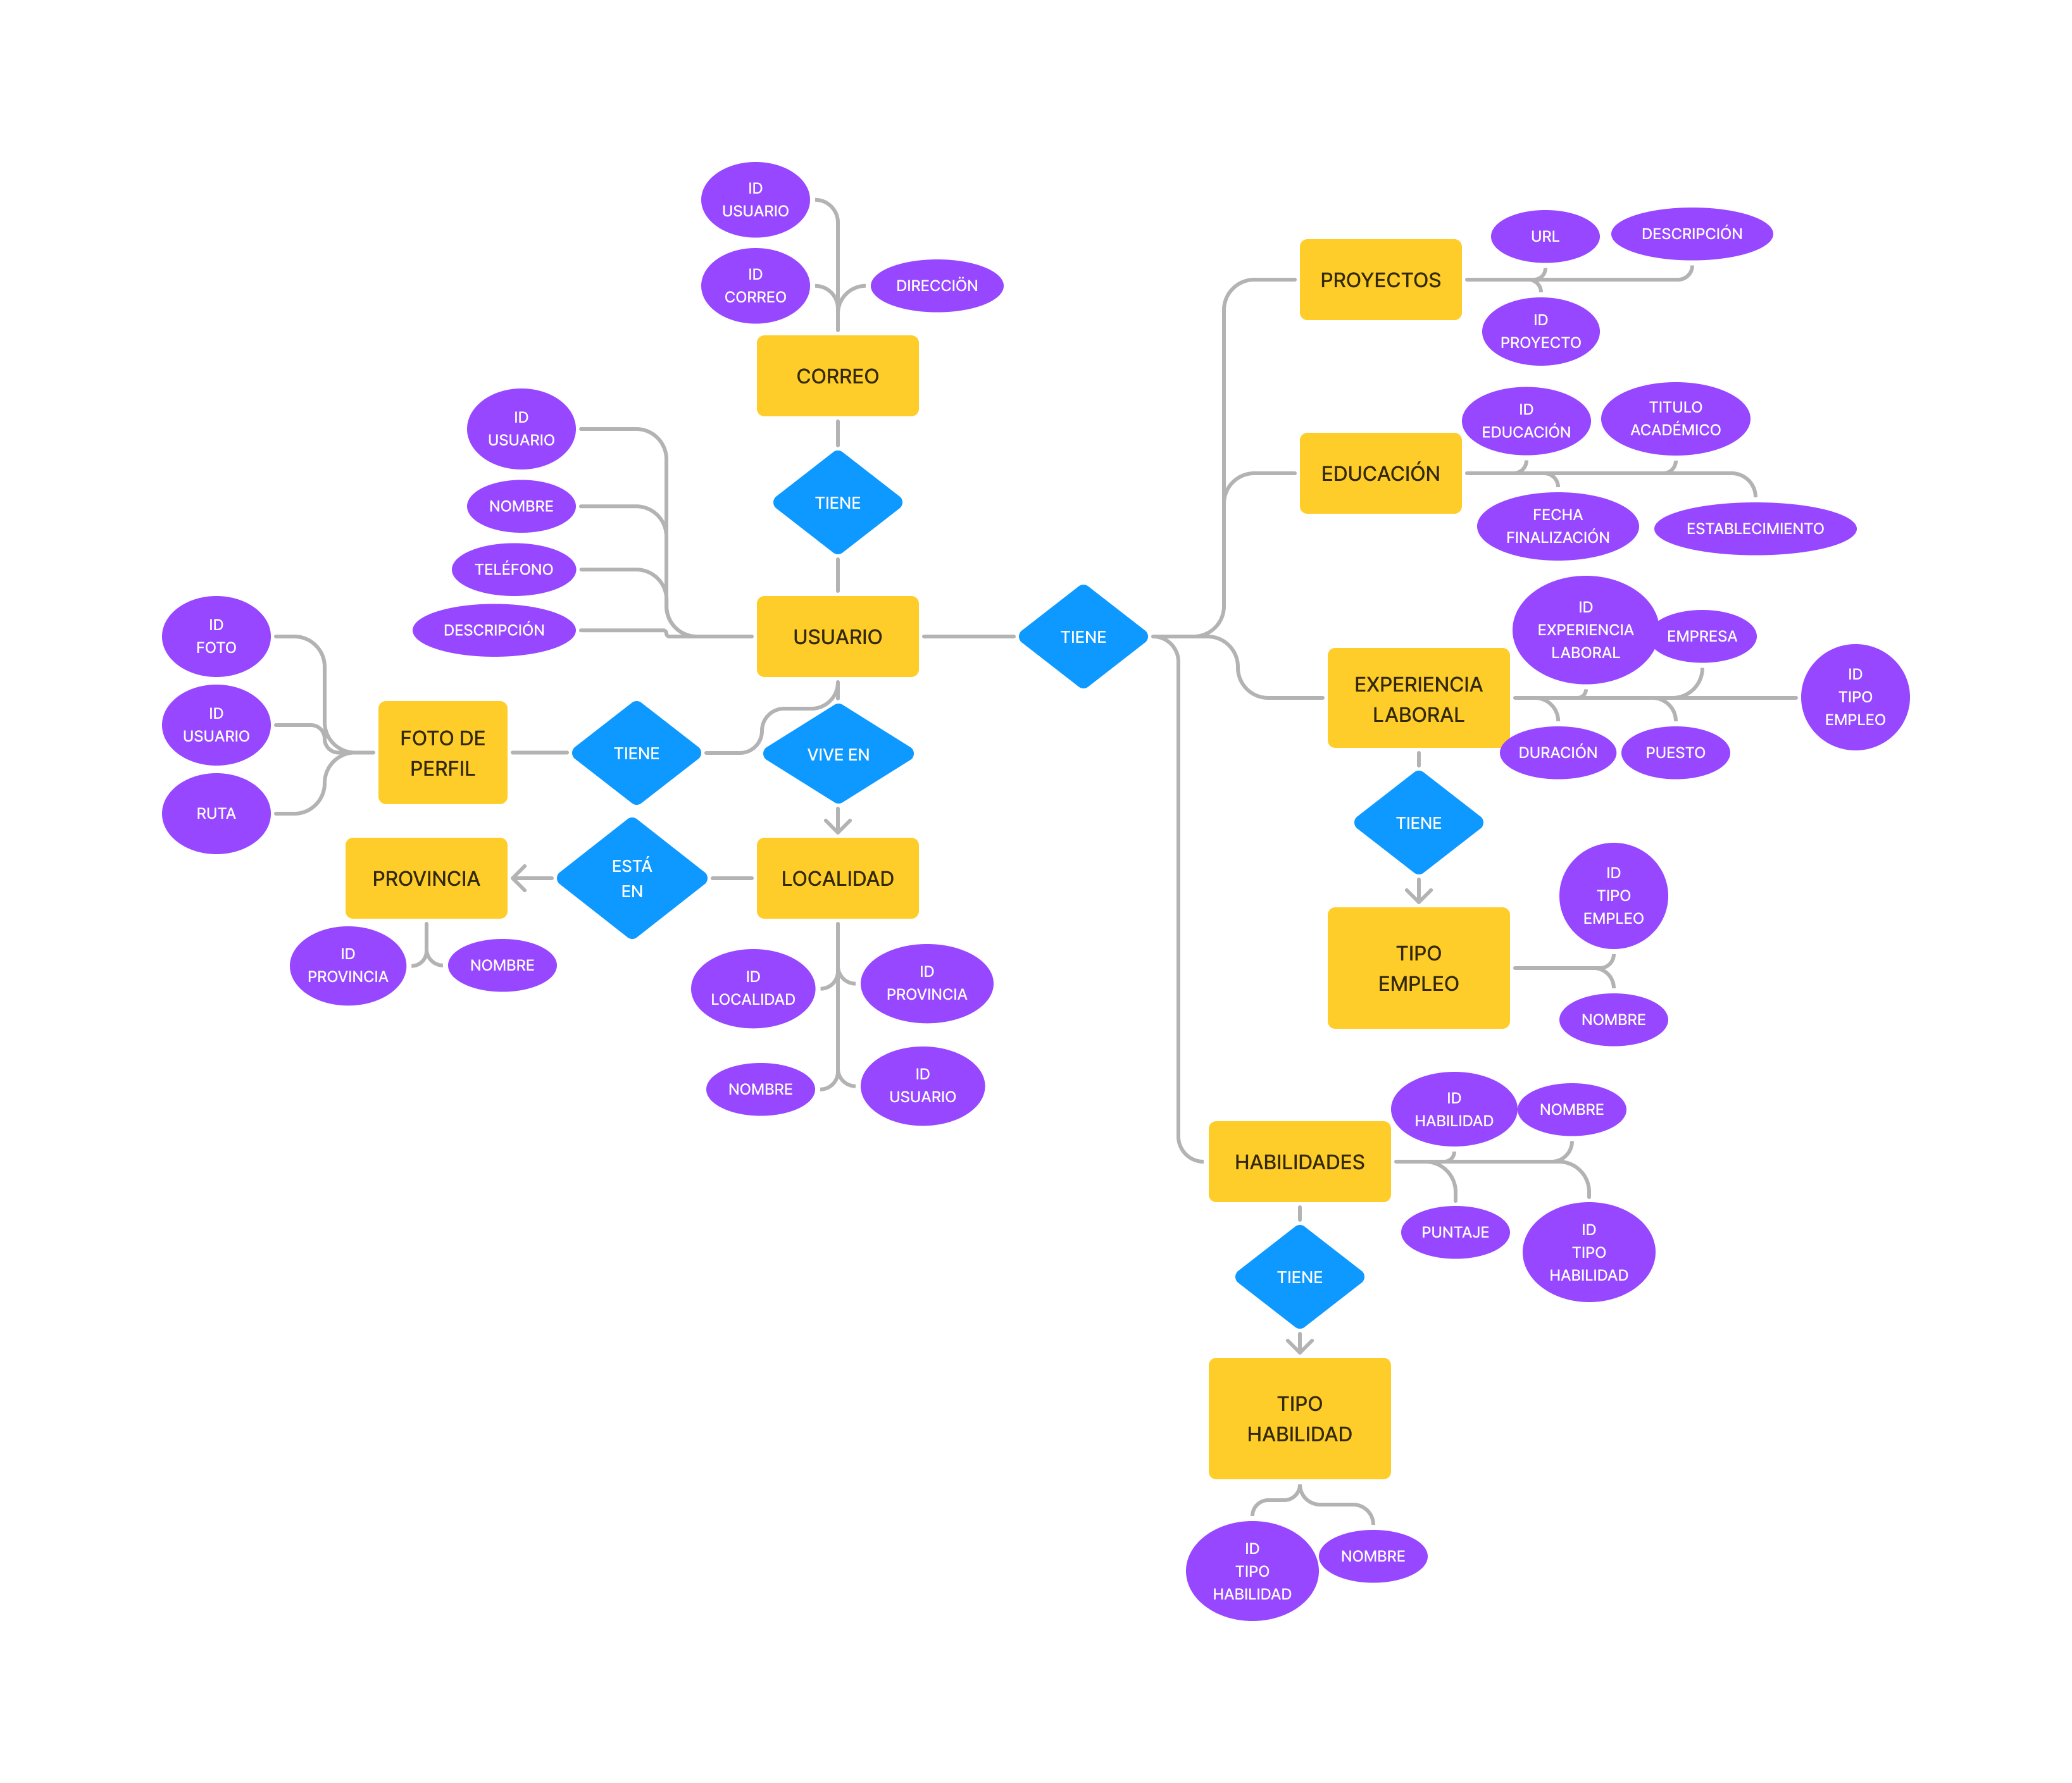 ID
USUARIO
ID
CORREO
DIRECCIÖN
CORREO
TIENE
ID
USUARIO
NOMBRE
TELÉFONO
DESCRIPCIÓN
USUARIO
TIENE
ID
FOTO
ID
USUARIO
RUTA
FOTO DE
PERFIL
TIENE
VIVE EN
PROVINCIA
ESTÁ
EN
LOCALIDAD
ID
PROVINCIA
NOMBRE
ID
LOCALIDAD
ID
PROVINCIA
NOMBRE
ID
USUARIO
PROYECTOS
URL
DESCRIPCIÓN
ID
PROYECTO
EDUCACIÓN
ID
EDUCACIÓN
TITULO
ACADÉMICO
FECHA
FINALIZACIÓN
ESTABLECIMIENTO
EXPERIENCIA
LABORAL
ID
EXPERIENCIA
LABORAL
EMPRESA
ID
TIPO
EMPLEO
DURACIÓN
PUESTO
TIENE
TIPO
EMPLEO
ID
TIPO
EMPLEO
NOMBRE
HABILIDADES
ID
HABILIDAD
NOMBRE
PUNTAJE
ID
TIPO
HABILIDAD
TIENE
TIPO
HABILIDAD
ID
TIPO
HABILIDAD
NOMBRE